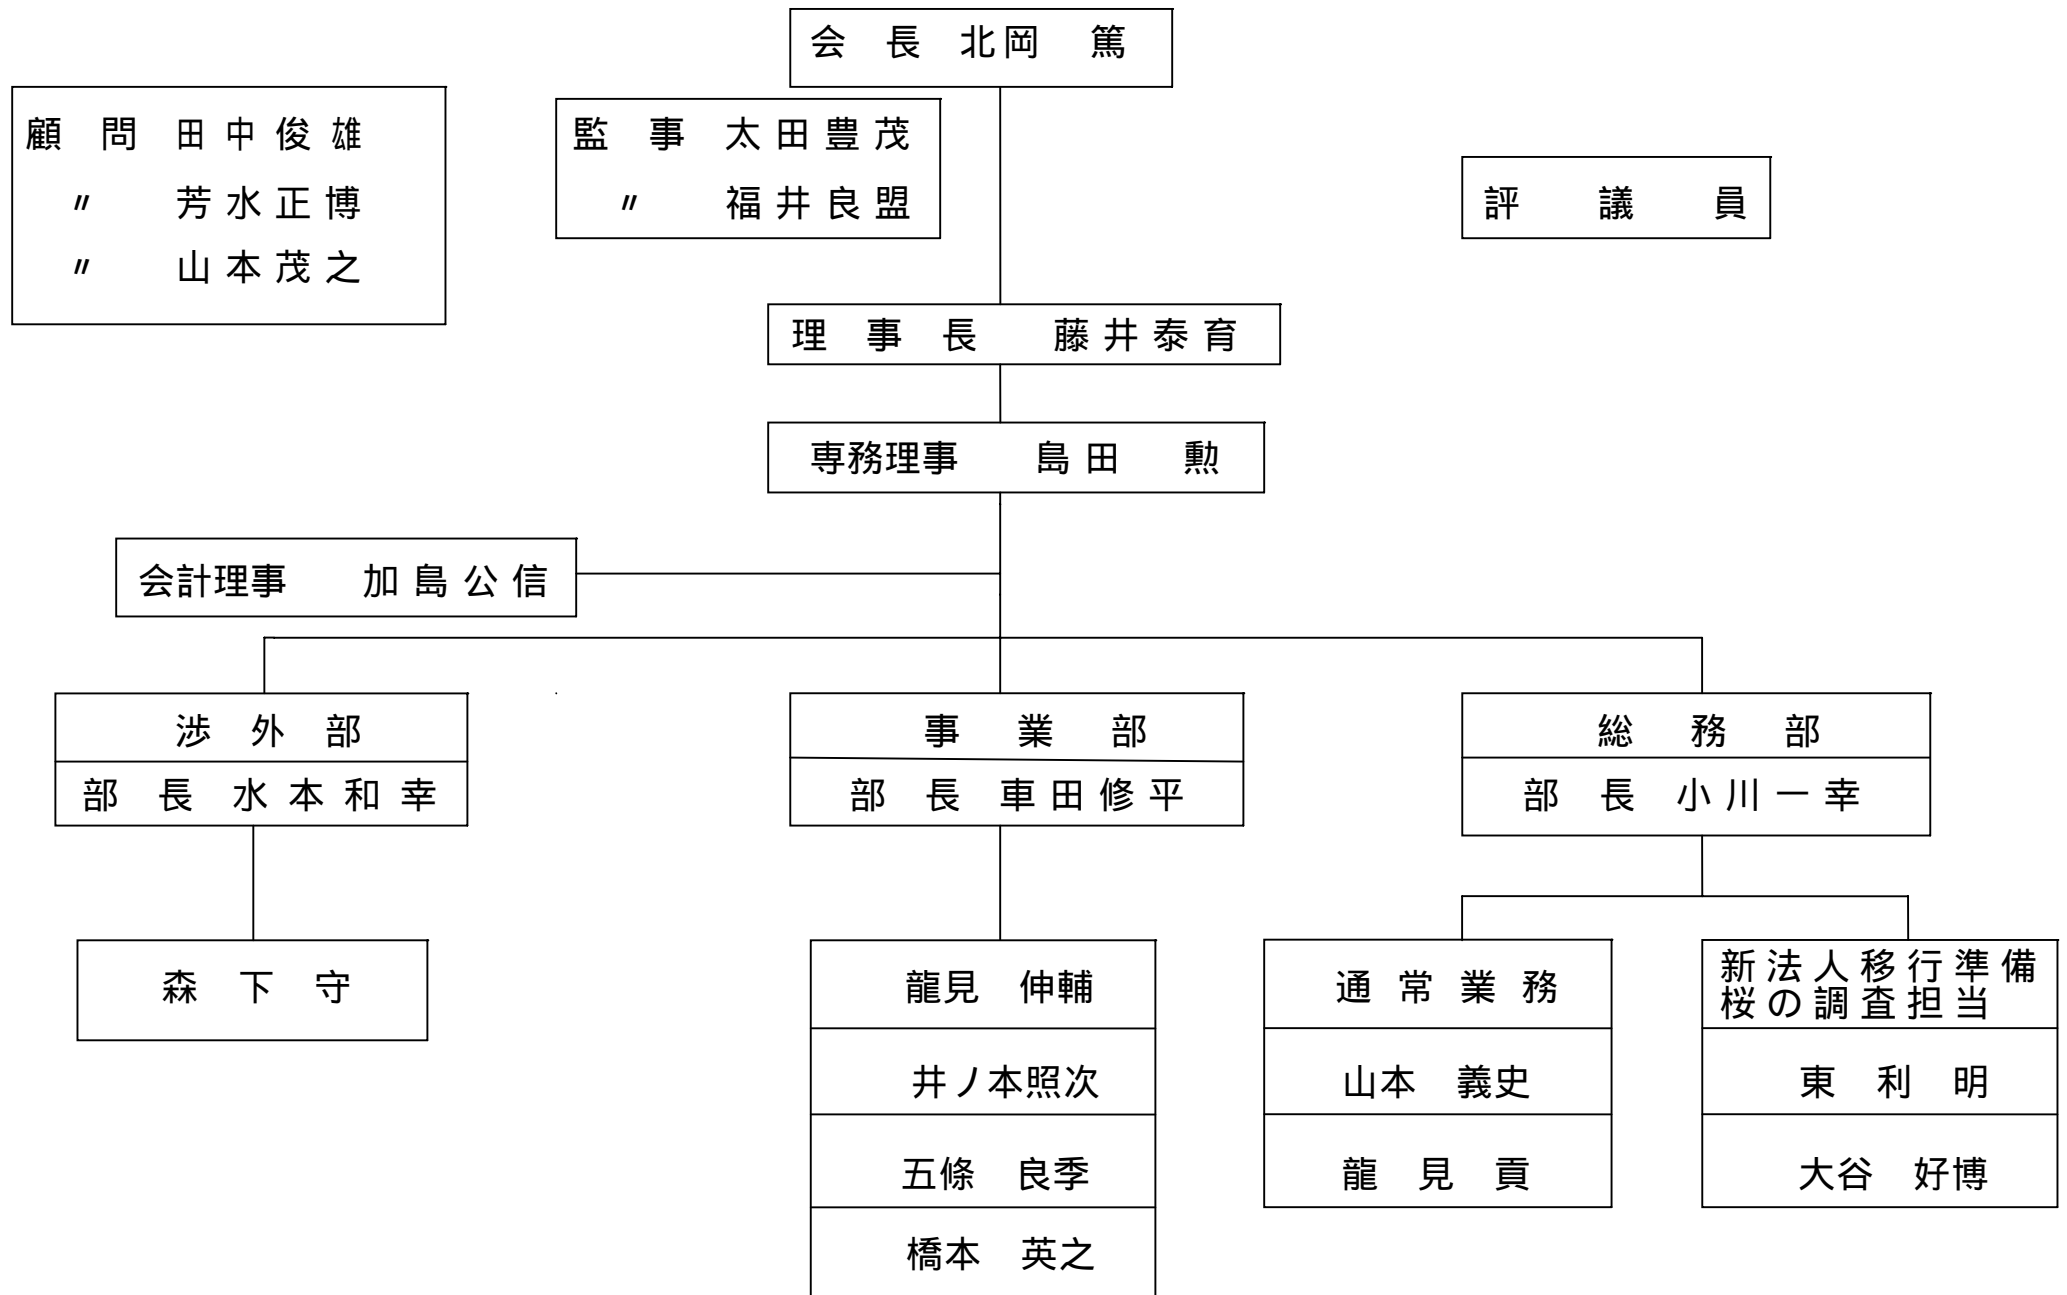 会 長 北岡 篤
顧 問 田中俊雄
〃 芳水正博
〃 山本茂之
監 事 太田豊茂
〃 福井良盟
評 議 員
理 事 長 藤井泰育
専務理事 島田 勲
会計理事 加島公信
渉 外 部
部 長 水本和幸
森 下 守
事 業 部
部 長 車田修平
龍見 伸輔
井ノ本照次
五條 良季
橋本 英之
総 務 部
部 長 小川一幸
通常業務
山本 義史
龍 見 貢
新法人移行準備
桜の調査担当
東 利 明
大谷 好博